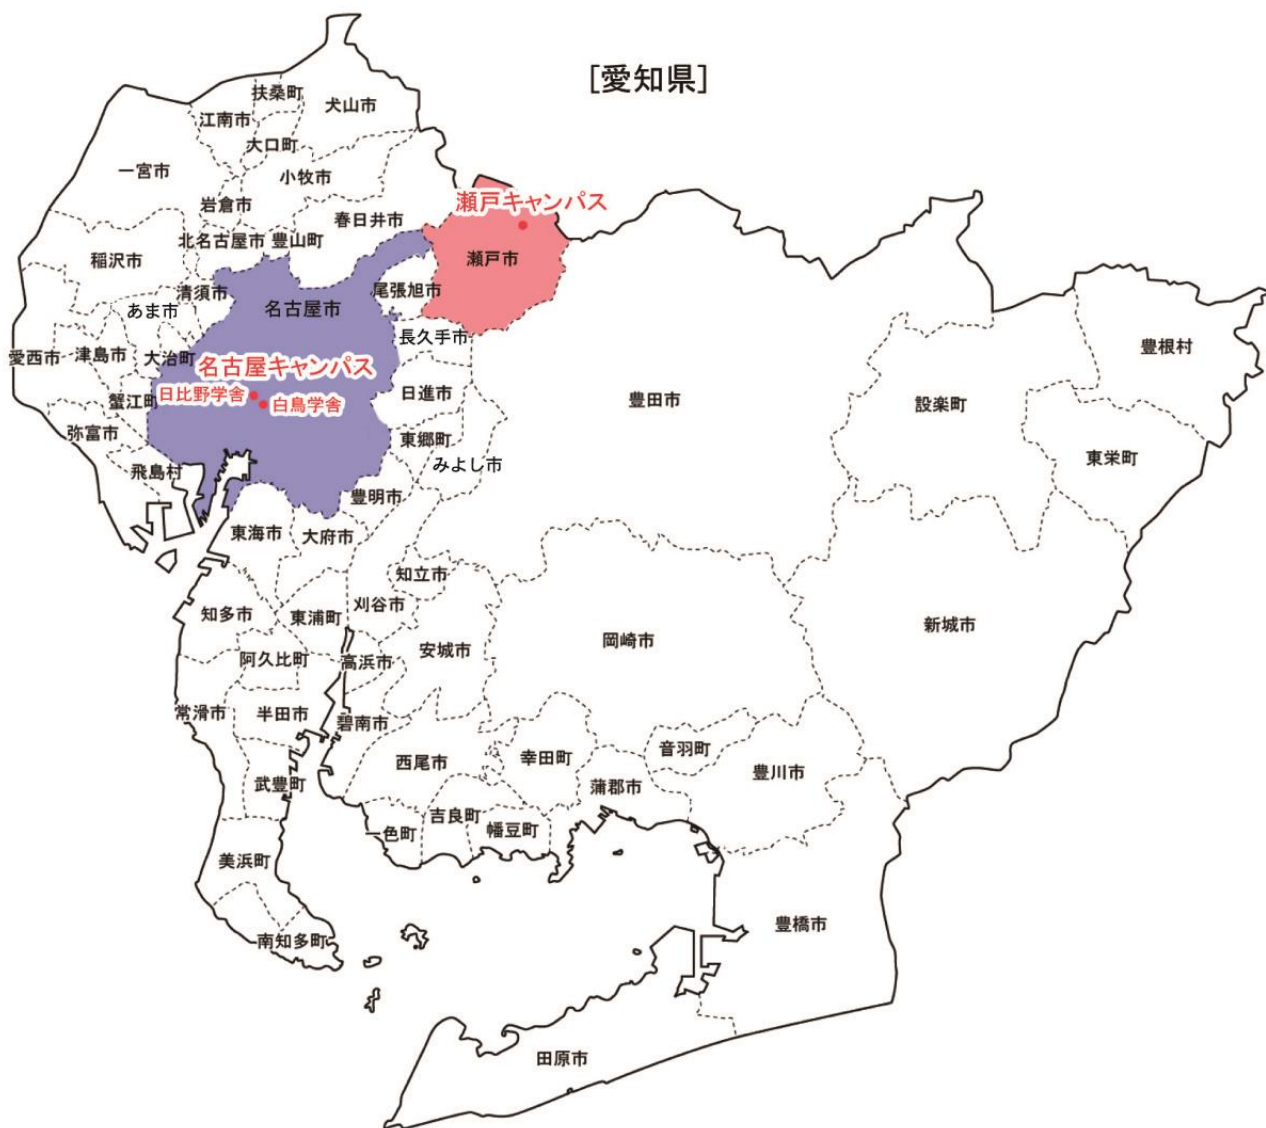 [愛知県]
扶桑町
犬山市
江南市
大口町
一宮市
小牧市
岩倉市
瀬戸キャンパス
春日井市
北名古屋市
豊山町
稲沢市
瀬戸市
尾張旭市
清須市
あま市
名古屋市
長久手市
豊根村
愛西市
津島市
大治町
名古屋キャンパス
日比野学舎
白鳥学舎
日進市
豊田市
設楽町
蟹江町
弥富市
東郷町
みよし市
東栄町
飛島村
豊明市
東海市
大府市
知立市
知多市
東浦町
刈谷市
安城市
岡崎市
新城市
阿久比町
高浜市
常滑市
半田市
碧南市
西尾市
幸田町
音羽町
豊川市
武豊町
蒲郡市
一色町
吉良町
幡豆町
美浜町
豊橋市
南知多町
田原市